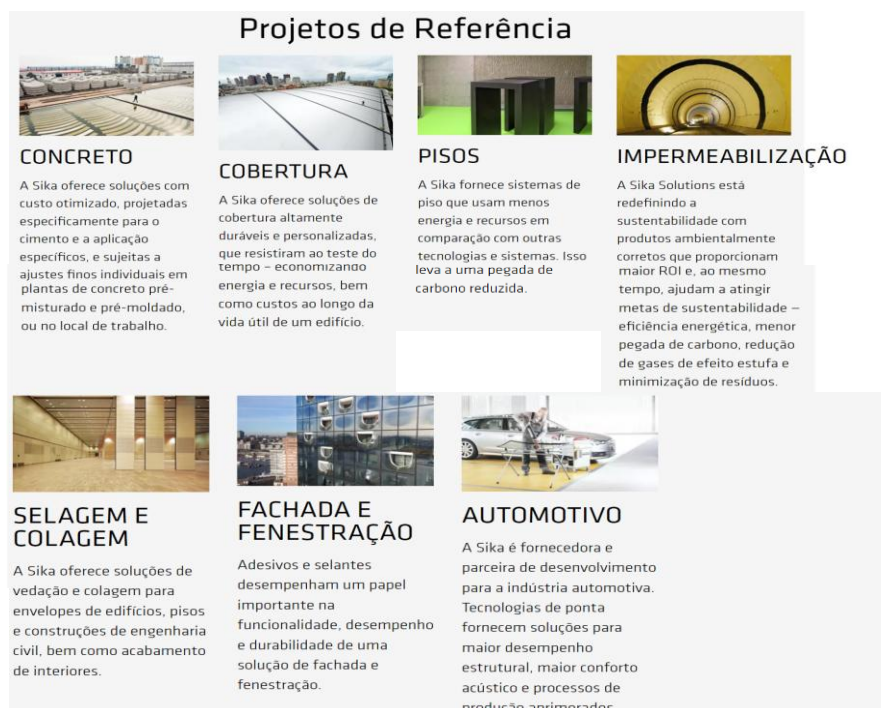 Projetos de Referência
CONCRETO
A Sika oferece soluções com
custo otimizado, projetadas
especificamente para o
cimento e a aplicação
específicos, e sujeitas a
ajustes finos individuais em
plantas de concreto pré-
misturado e pré-moldado,
ou no local de trabalho.
COBERTURA
A Sika oferece soluções de
cobertura altamente
duráveis e personalizadas,
que resistiram ao teste do
tempo – economizando
energia e recursos, bem
como custos ao longo da
vida útil de um edifício.
PISOS
A Sika fornece sistemas de
piso que usam menos
energia e recursos em
comparação com outras
tecnologias e sistemas. Isso
leva a uma pegada de
carbono reduzida.
IMPERMEABILIZAÇÃO
A Sika Solutions está
redefinindo a
sustentabilidade com
produtos ambientalmente
corretos que proporcionam
maior ROI e, ao mesmo
tempo, ajudam a atingir
metas de sustentabilidade –
eficiência energética, menor
pegada de carbono, redução
de gases de efeito estufa e
minimização de resíduos.
SELAGEM E
COLAGEM
A Sika oferece soluções de
vedação e colagem para
envelopes de edifícios, pisos
e construções de engenharia
civil, bem como acabamento
de interiores.
FACHADA E
FENESTRAÇÃO
Adesivos e selantes
desempenham um papel
importante na
funcionalidade, desempenho
e durabilidade de uma
solução de fachada e
fenestração.
AUTOMOTIVO
A Sika é fornecedora e
parceira de desenvolvimento
para a indústria automotiva.
Tecnologias de ponta
fornecem soluções para
maior desempenho
estrutural, maior conforto
acústico e processos de
produção aprimorados